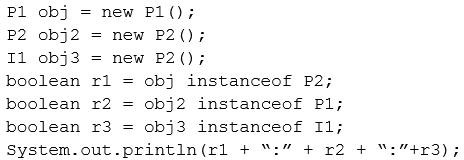 P1 obj = new P1();
P2 obj2 = new P2();
I1 obj3 = new P2();
boolean r1 = obj instanceof P2;
boolean r2 = obj2 instanceof P1;
boolean r3 = obj3 instanceof I1;
System.out.println(r1 + “:” + r2 + “:”+r3);